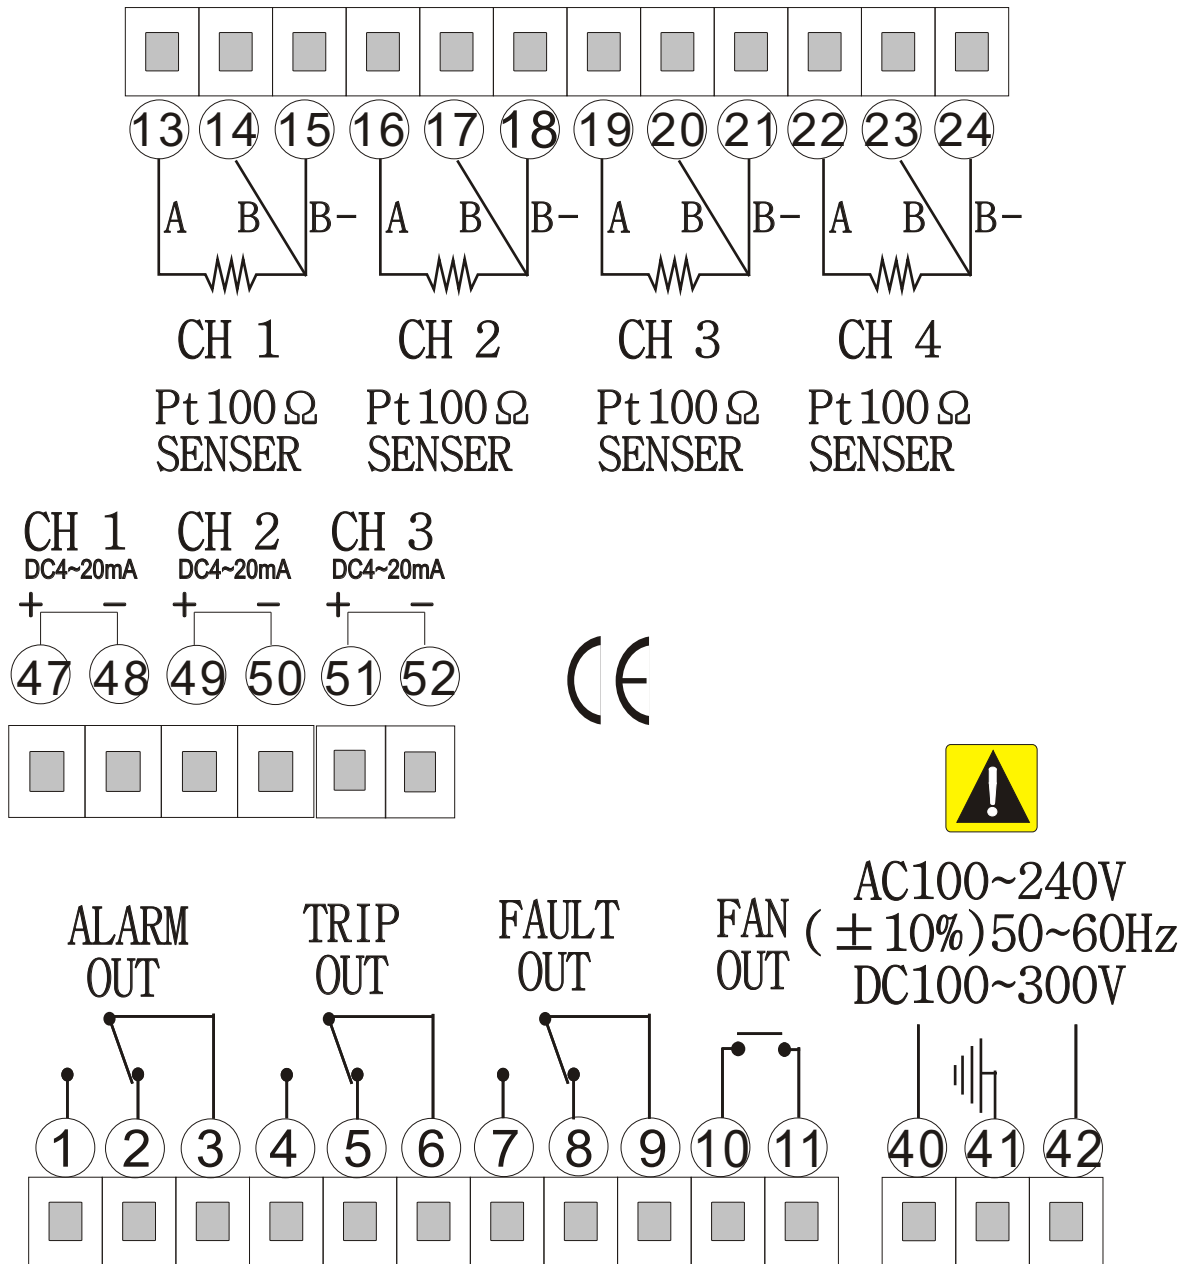 13 14 15 16 17 18 19 20 21 22 23 24
A B B- A B B- A B B- A B B-
CH 1 CH 2 CH 3 CH 4
Pt100Ω Pt100Ω Pt100Ω Pt100Ω
SENSER SENSER SENSER SENSER
CH 1 CH 2 CH 3
DC4~20mA DC4~20mA DC4~20mA
+ - + - + -
47 48 49 50 51 52
CE
!
ALARM
OUT
TRIP
OUT
FAULT
OUT
FAN
OUT
AC100~240V
(±10%)50~60Hz
DC100~300V
1 2 3 4 5 6 7 8 9 10 11 40 41 42